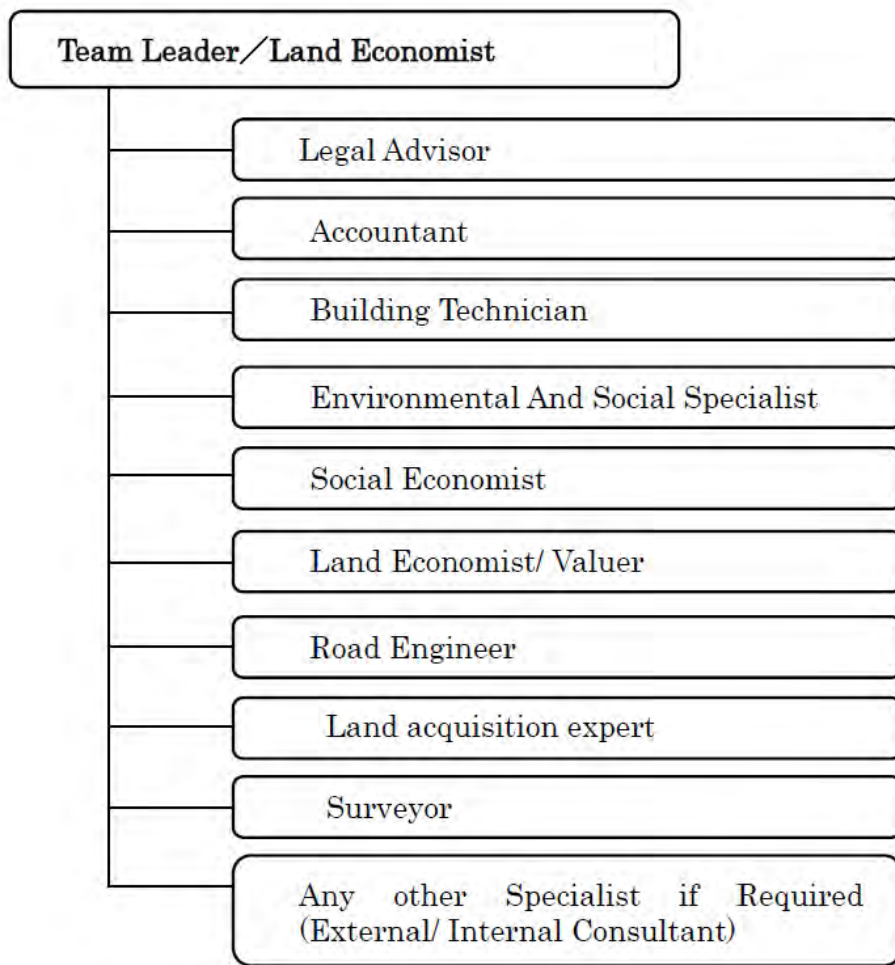 Team Leader／Land Economist
Legal Advisor
Accountant
Building Technician
Environmental And Social Specialist
Social Economist
Land Economist/ Valuer
Road Engineer
Land acquisition expert
Surveyor
Any other Specialist if Required
(External/ Internal Consultant)